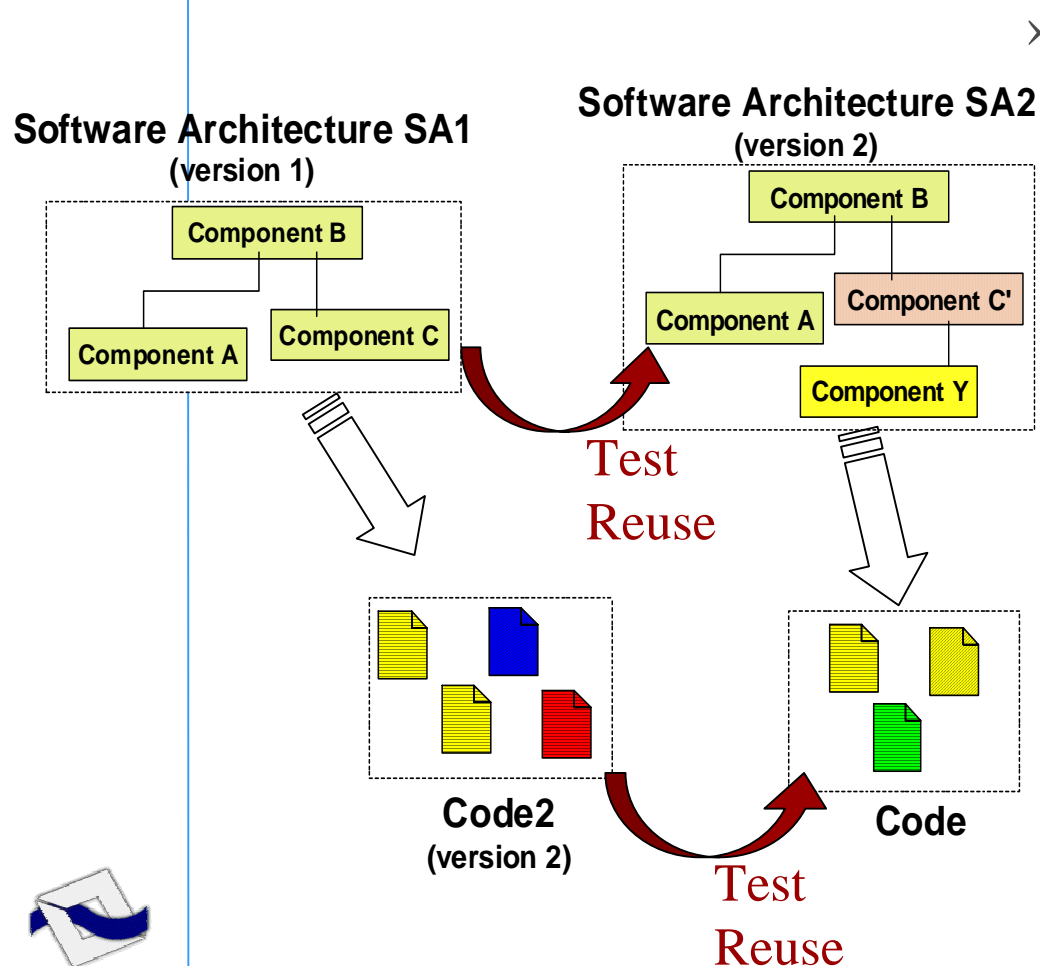 Software Architecture SA1
(version 1)
Component B
Component A
Component C
Software Architecture SA2
(version 2)
Component B
Component A
Component C'
Component Y
Test
Reuse
Code2
(version 2)
Code
Test
Reuse